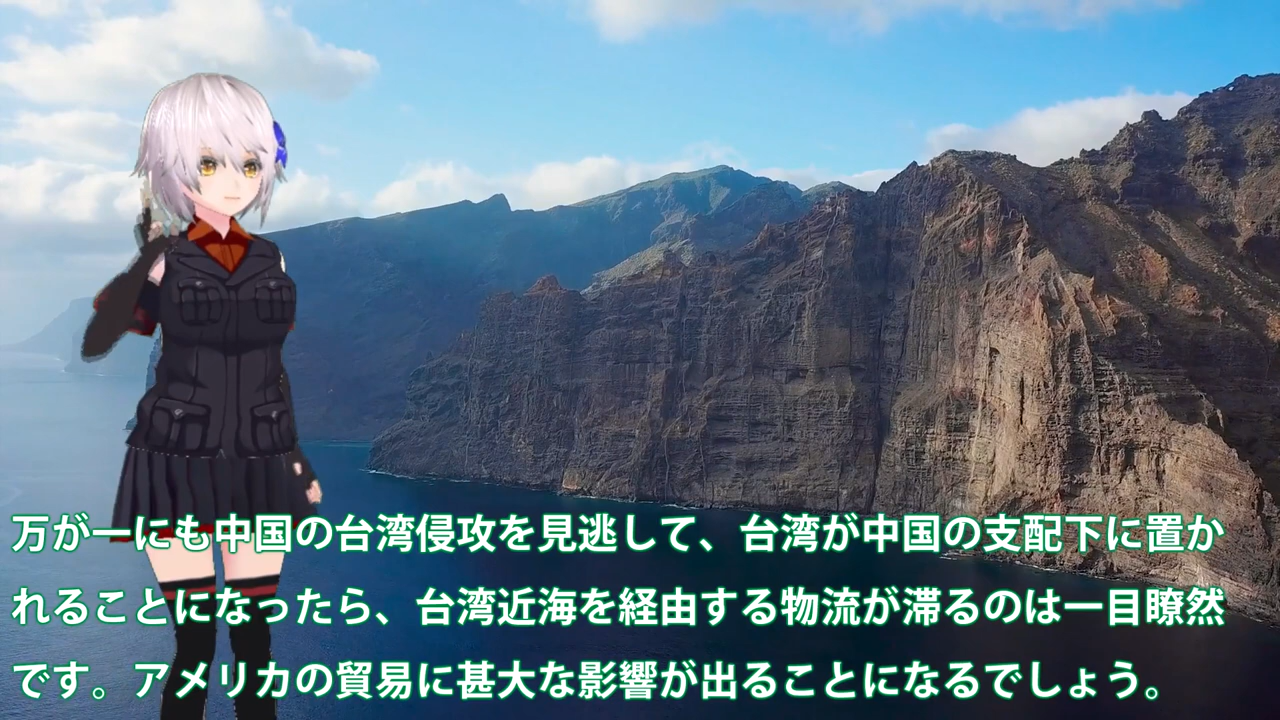 万が一にも中国の台湾侵攻を見逃して、台湾が中国の支配下に置か
れることになったら、台湾近海を経由する物流が滞るのは一目瞭然
です。アメリカの貿易に甚大な影響が出ることになるでしょう。